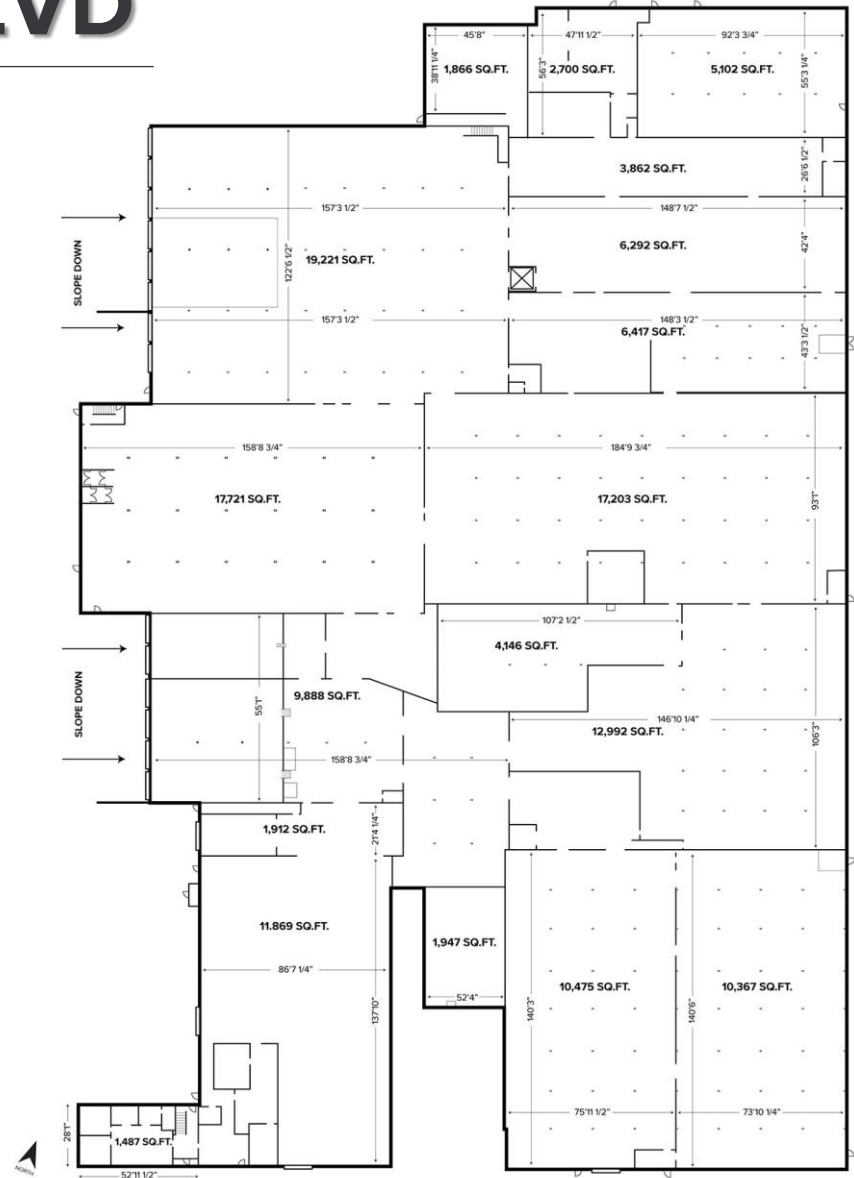 LVD
45'8"
47'11 1/2"
92'3 3/4"
38'11 1/4"
1,866 SQ.FT.
56'3"
2,700 SQ.FT.
5,102 SQ.FT.
55'3 1/4"
3,862 SQ.FT.
26'6 1/2"
157'3 1/2"
148'7 1/2"
SLOPE DOWN
122'6 1/2"
19,221 SQ.FT.
6,292 SQ.FT.
42'4"
157'3 1/2"
148'3 1/2"
6,417 SQ.FT.
43'3 1/2"
158'8 3/4"
184'9 3/4"
17,721 SQ.FT.
17,203 SQ.FT.
93'1"
107'2 1/2"
4,146 SQ.FT.
SLOPE DOWN
55'1"
9,888 SQ.FT.
146'10 1/4"
12,992 SQ.FT.
106'3"
158'8 3/4"
1,912 SQ.FT.
21'4 1/4"
11.869 SQ.FT.
1,947 SQ.FT.
86'7 1/4"
52'4"
137'10"
140'3"
10,475 SQ.FT.
140'6"
10,367 SQ.FT.
75'11 1/2"
73'10 1/4"
28'1"
1,487 SQ.FT.
52'11 1/2"
NORTH